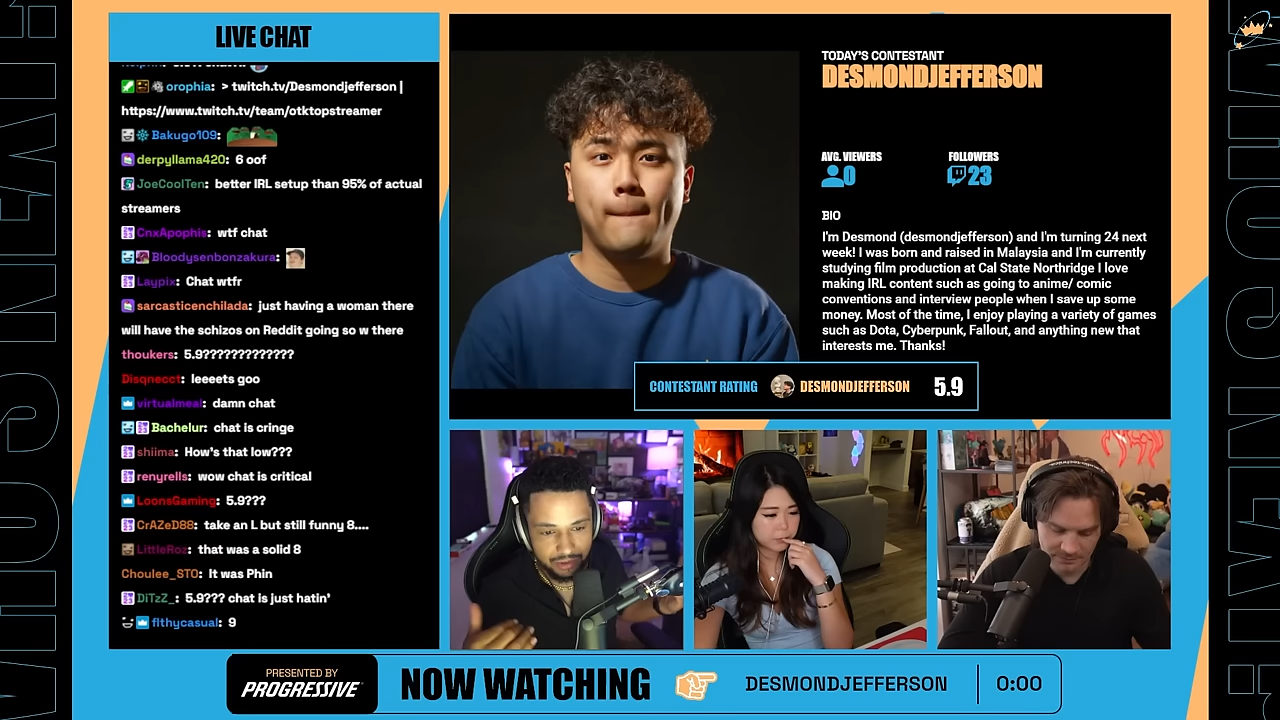 LIVE CHAT
orophia: > twitch.tv/Desmondjefferson |
https://www.twitch.tv/team/otktopstreamer
Bakugo109:
derpyllama420: 6 oof
JoeCoolTen: better IRL setup than 95% of actual
streamers
CnxApophis: wtf chat
Bloodysenbonzakura:
Laypix: Chat wtfr
sarcasticenchilada: just having a woman there
will have the schizos on Reddit going so w there
thoukers: 5.9?????????????
Disqnecct: leeeets goo
virtualmeal: damn chat
Bachelur: chat is cringe
shiima: How's that low???
renyrells: wow chat is critical
LoonsGaming: 5.9???
CrAZeD88: take an L but still funny 8....
LittleRoz: that was a solid 8
Choulee_STO: It was Phin
DiTzZ_: 5.9??? chat is just hatin'
flthycasual: 9
TODAY'S CONTESTANT
DESMONDJEFFERSON
AVG. VIEWERS
0
FOLLOWERS
23
BIO
I'm Desmond (desmondjefferson) and I'm turning 24 next
week! I was born and raised in Malaysia and I'm currently
studying film production at Cal State Northridge I love
making IRL content such as going to anime/ comic
conventions and interview people when I save up some
money. Most of the time, I enjoy playing a variety of games
such as Dota, Cyberpunk, Fallout, and anything new that
interests me. Thanks!
CONTESTANT RATING DESMONDJEFFERSON 5.9
PRESENTED BY
PROGRESSIVE
NOW WATCHING
DESMONDJEFFERSON
0:00